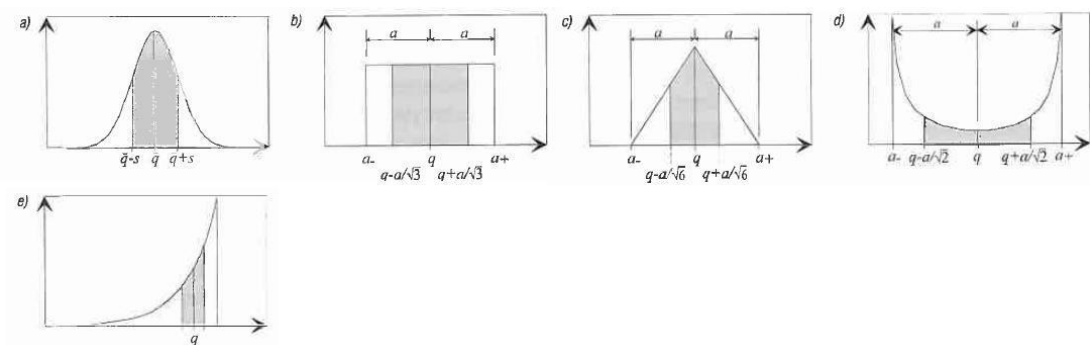 a)
q-s q q+s
b)
a a
a- q a+
q-a/√3 q+a/√3
c)
a a
a- q a+
q-a/√6 q+a/√6
d)
a a
a- q-a/√2 q q+a/√2 a+
e)
q